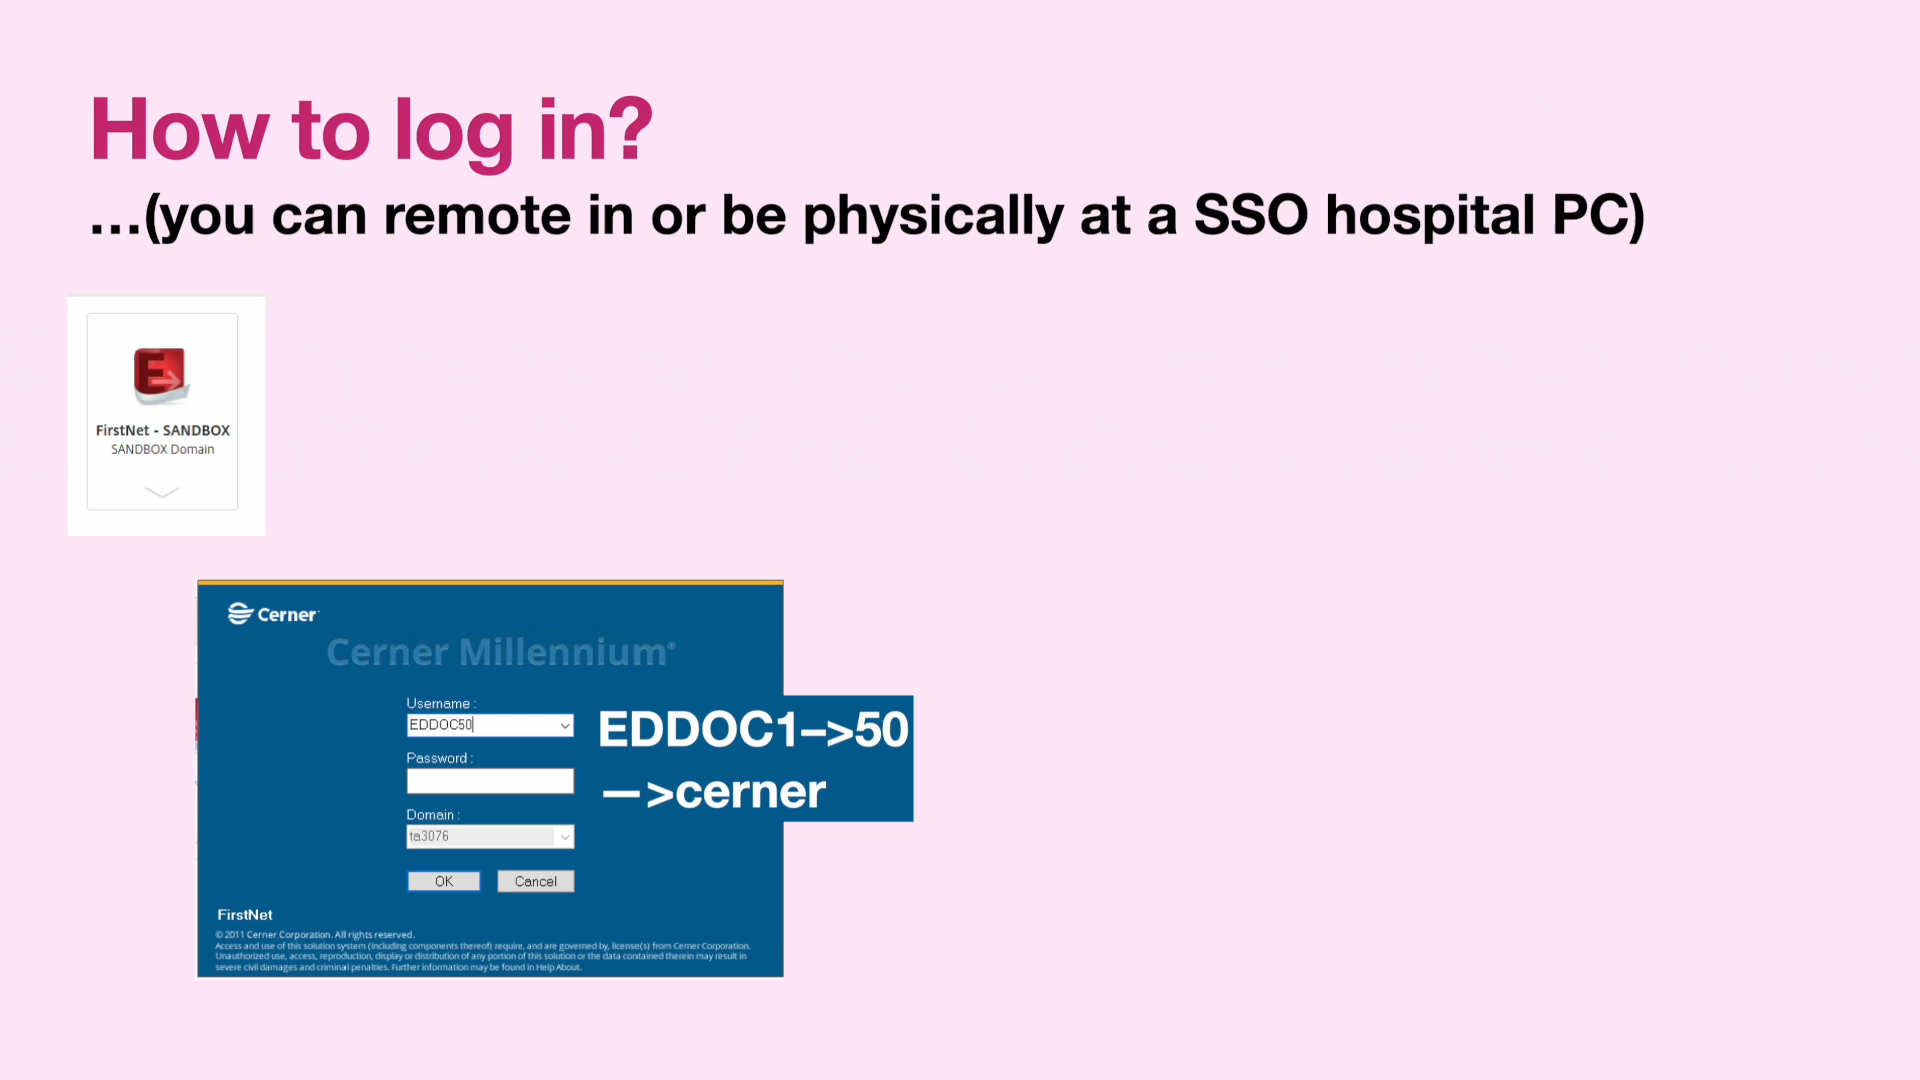 How to log in?
…(you can remote in or be physically at a SSO hospital PC)
E
FirstNet - SANDBOX
SANDBOX Domain
Cerner
Cerner Millennium®
Username :
EDDOC50
EDDOC1–>50
Password :
—>cerner
Domain :
ta3076
OK Cancel
FirstNet
© 2011 Cerner Corporation. All rights reserved.
Access and use of this solution system (including components thereof) require, and are governed by, license(s) from Cerner Corporation.
Unauthorized use, access, reproduction, display or distribution of any portion of this solution or the data contained therein may result in
severe civil damages and criminal penalties. Further information may be found in Help About.